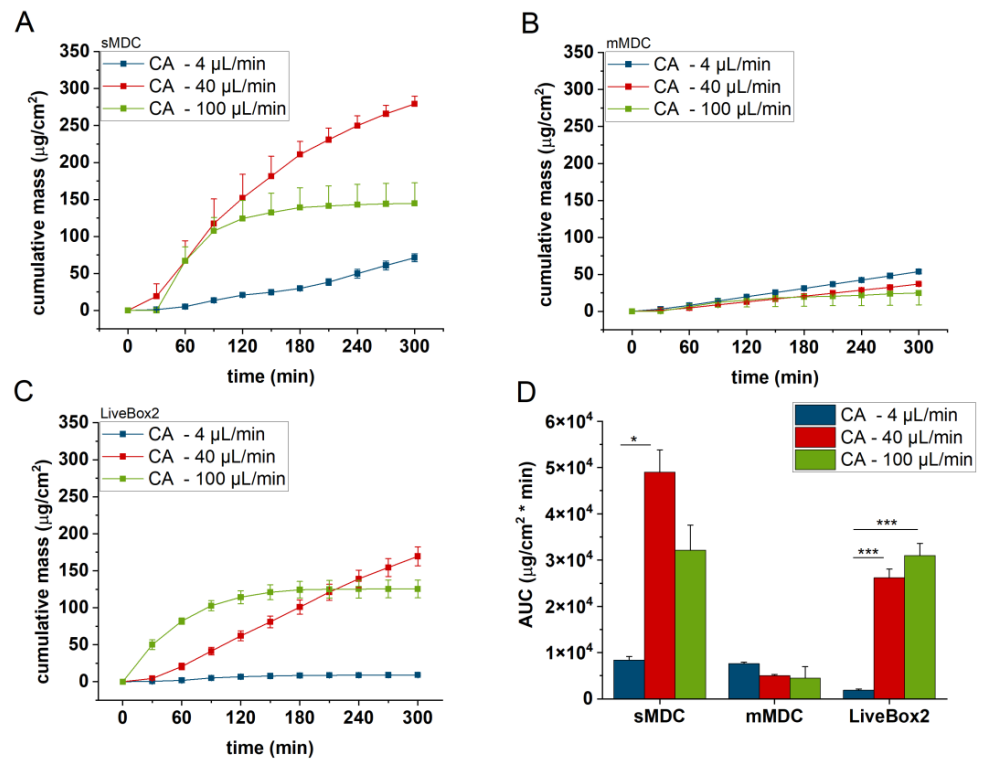 A
sMDC
CA - 4 µL/min
CA - 40 µL/min
CA - 100 µL/min
350
300
250
200
150
100
50
0
cumulative mass (µg/cm²)
0 60 120 180 240 300
time (min)
B
mMDC
CA - 4 µL/min
CA - 40 µL/min
CA - 100 µL/min
350
300
250
200
150
100
50
0
cumulative mass (µg/cm²)
0 60 120 180 240 300
time (min)
C
LiveBox2
CA - 4 µL/min
CA - 40 µL/min
CA - 100 µL/min
350
300
250
200
150
100
50
0
cumulative mass (µg/cm²)
0 60 120 180 240 300
time (min)
D
CA - 4 µL/min
CA - 40 µL/min
CA - 100 µL/min
6×10⁴
5×10⁴
4×10⁴
3×10⁴
2×10⁴
1×10⁴
0
AUC (µg/cm² * min)
*
***
***
sMDC mMDC LiveBox2